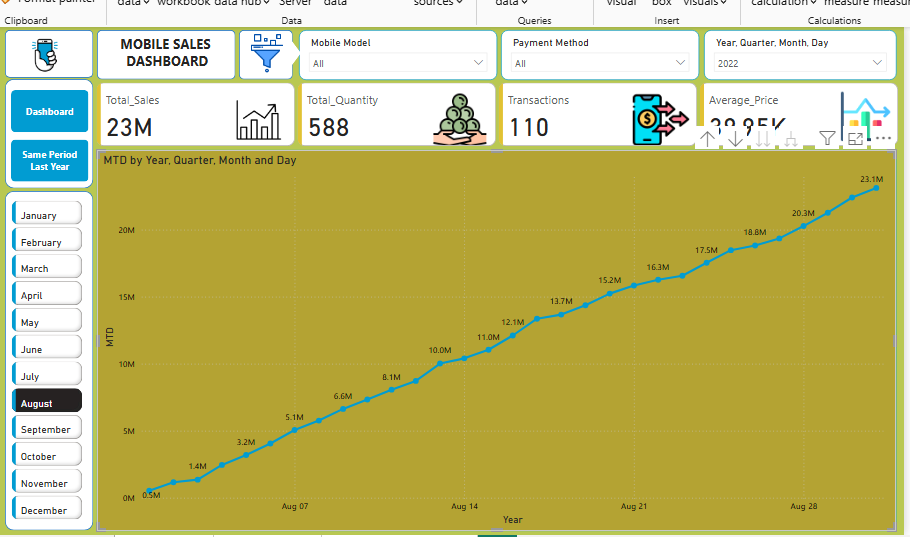 Format painter
data
workbook data hub
Server
data
sources
data
visual
box
visuals
calculation
measure measure
Clipboard
Data
Queries
Insert
Calculations
MOBILE SALES
DASHBOARD
Mobile Model
All
Payment Method
All
Year, Quarter, Month, Day
2022
Dashboard
Same Period
Last Year
Total_Sales
23M
Total_Quantity
588
Transactions
110
Average_Price
January
February
March
April
May
June
July
August
September
October
November
December
MTD by Year, Quarter, Month and Day
MTD
20M
15M
10M
5M
0M
0.5M
1.4M
3.2M
5.1M
6.6M
8.1M
10.0M
11.0M
12.1M
13.7M
15.2M
16.3M
17.5M
18.8M
20.3M
23.1M
Aug 07
Aug 14
Aug 21
Aug 28
Year